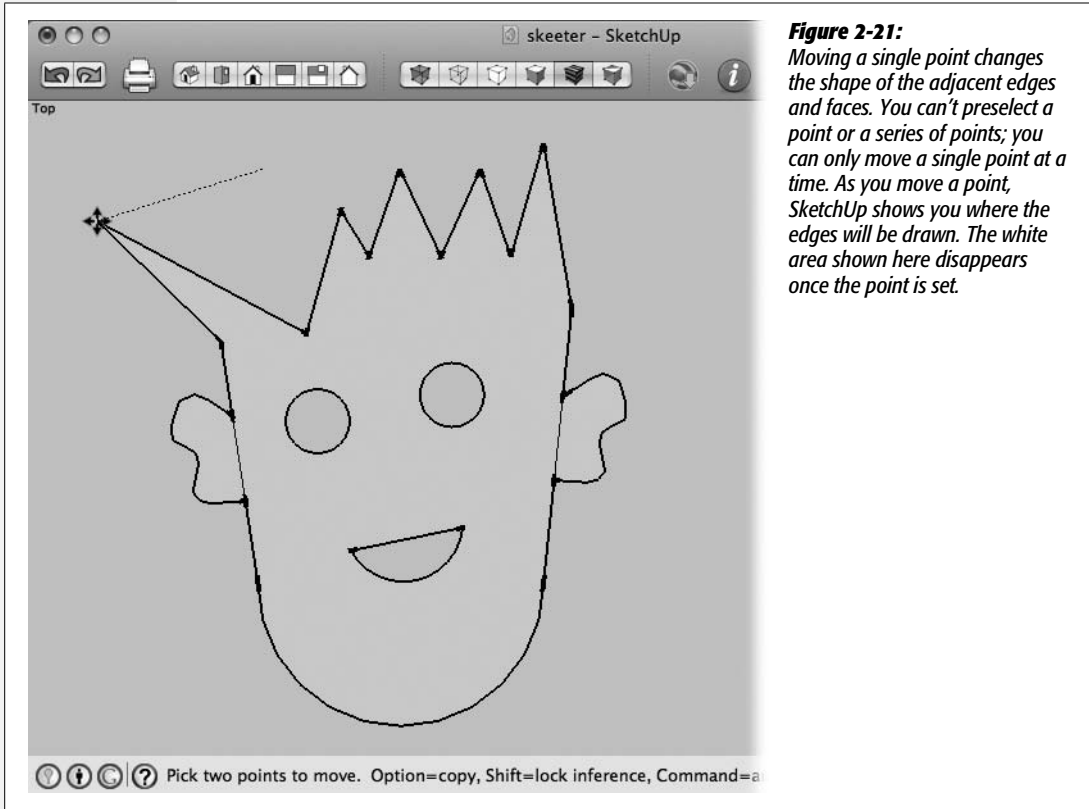 skeeter – SketchUp
Top
Pick two points to move. Option=copy, Shift=lock inference, Command=a
Figure 2-21:
Moving a single point changes
the shape of the adjacent edges
and faces. You can't preselect a
point or a series of points; you
can only move a single point at a
time. As you move a point,
SketchUp shows you where the
edges will be drawn. The white
area shown here disappears
once the point is set.